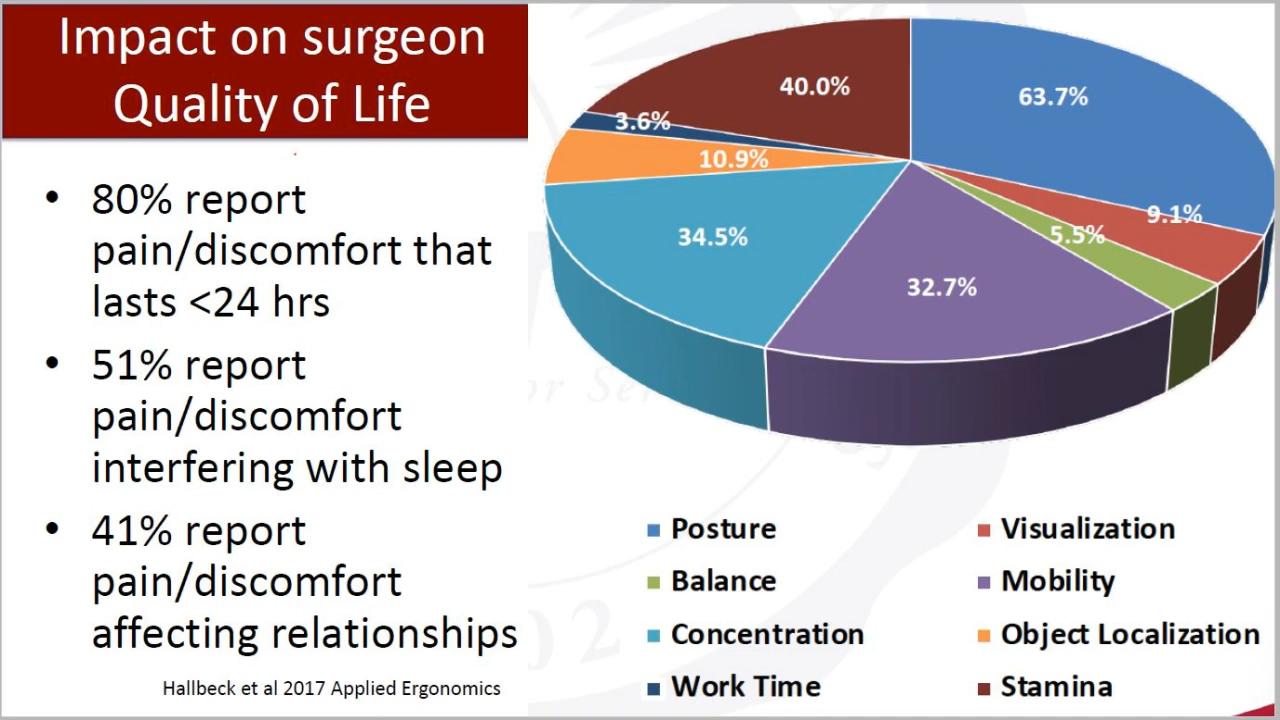 Impact on surgeon
Quality of Life
• 80% report
pain/discomfort that
lasts <24 hrs
• 51% report
pain/discomfort
interfering with sleep
• 41% report
pain/discomfort
affecting relationships
Hallbeck et al 2017 Applied Ergonomics
40.0%
63.7%
3.6%
10.9%
9.1%
5.5%
34.5%
32.7%
Posture
Visualization
Balance
Mobility
Concentration
Object Localization
Work Time
Stamina